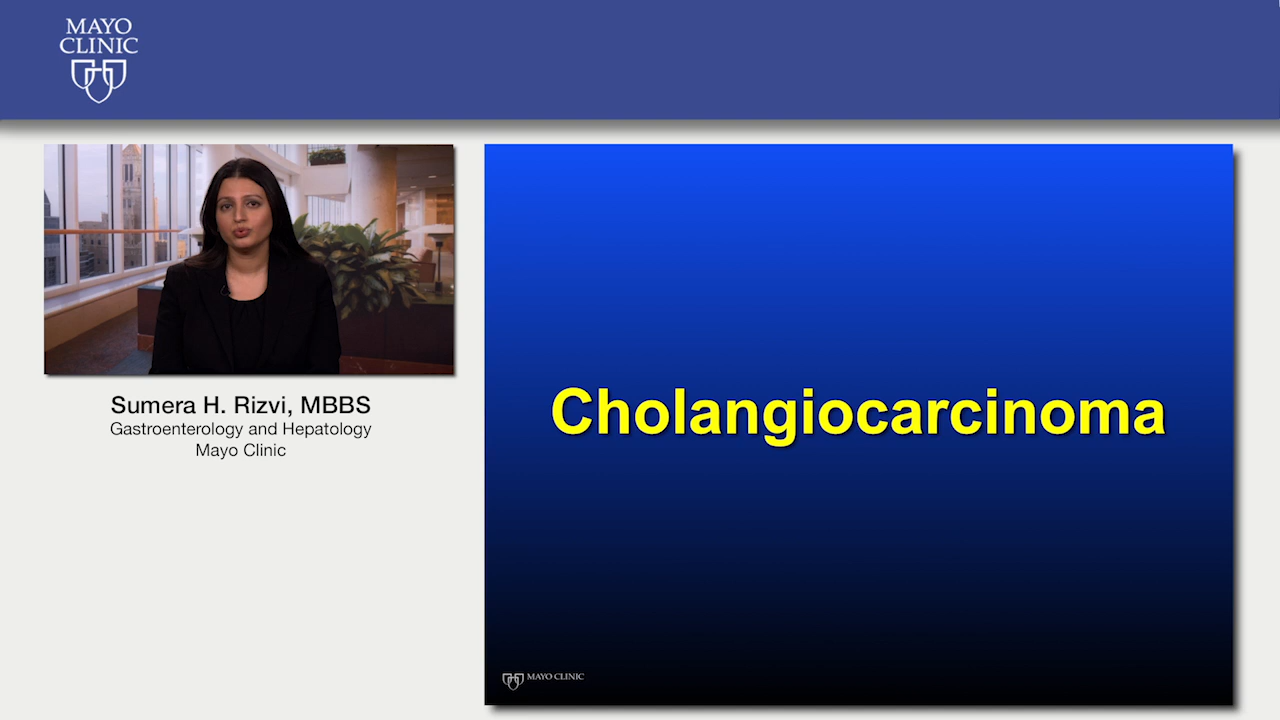 MAYO
CLINIC
Sumera H. Rizvi, MBBS
Gastroenterology and Hepatology
Mayo Clinic
Cholangiocarcinoma
MAYO CLINIC